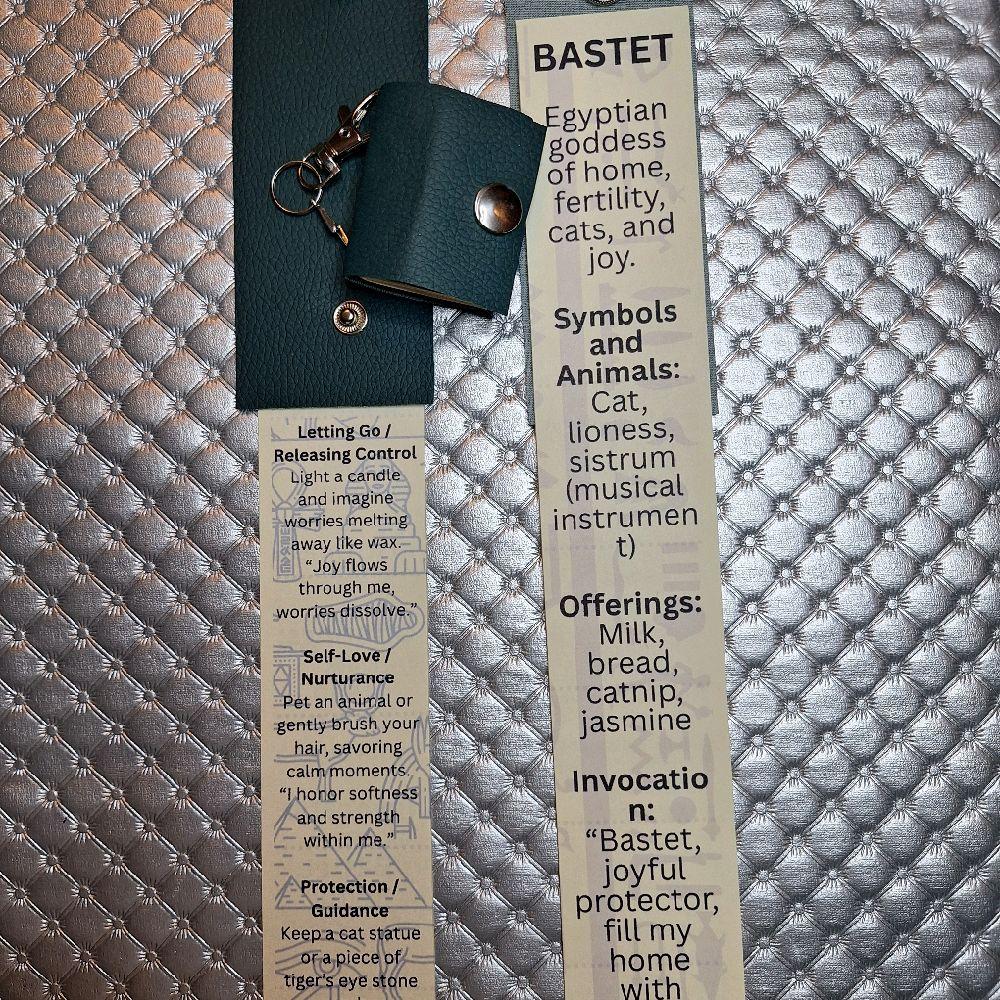 Letting Go /
Releasing Control
Light a candle
and imagine
worries melting
away like wax.
“Joy flows
through me,
worries dissolve.”
Self-Love /
Nurturance
Pet an animal or
gently brush your
hair, savoring
calm moments.
“I honor softness
and strength
within me.”
Protection /
Guidance
Keep a cat statue
or a piece of
tiger's eye stone
BASTET
Egyptian
goddess
of home,
fertility,
cats, and
joy.
Symbols
and
Animals:
Cat,
lioness,
sistrum
(musical
instrumen
t)
Offerings:
Milk,
bread,
catnip,
jasmine
Invocatio
n:
“Bastet,
joyful
protector,
fill my
home
with